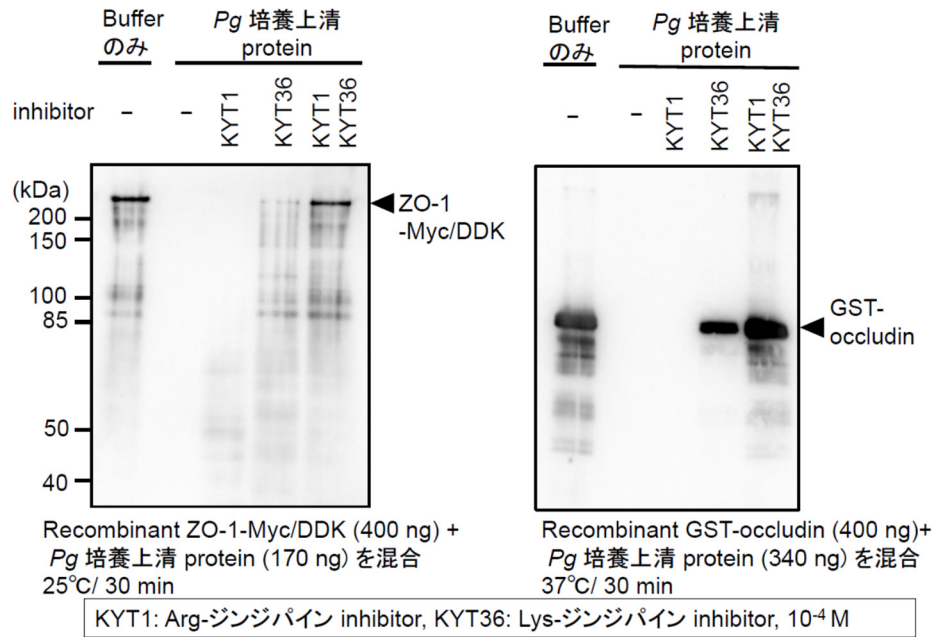 Buffer
のみ
Pg 培養上清
protein
inhibitor
–
–
KYT1
KYT36
KYT1
KYT36
(kDa)
200
150
100
85
50
40
ZO-1
-Myc/DDK
Recombinant ZO-1-Myc/DDK (400 ng) +
Pg 培養上清 protein (170 ng) を混合
25℃/ 30 min
Buffer
のみ
Pg 培養上清
protein
–
–
KYT1
KYT36
KYT1
KYT36
GST-
occludin
Recombinant GST-occludin (400 ng)+
Pg 培養上清 protein (340 ng) を混合
37℃/ 30 min
KYT1: Arg-ジンジパイン inhibitor, KYT36: Lys-ジンジパイン inhibitor, 10-4 M